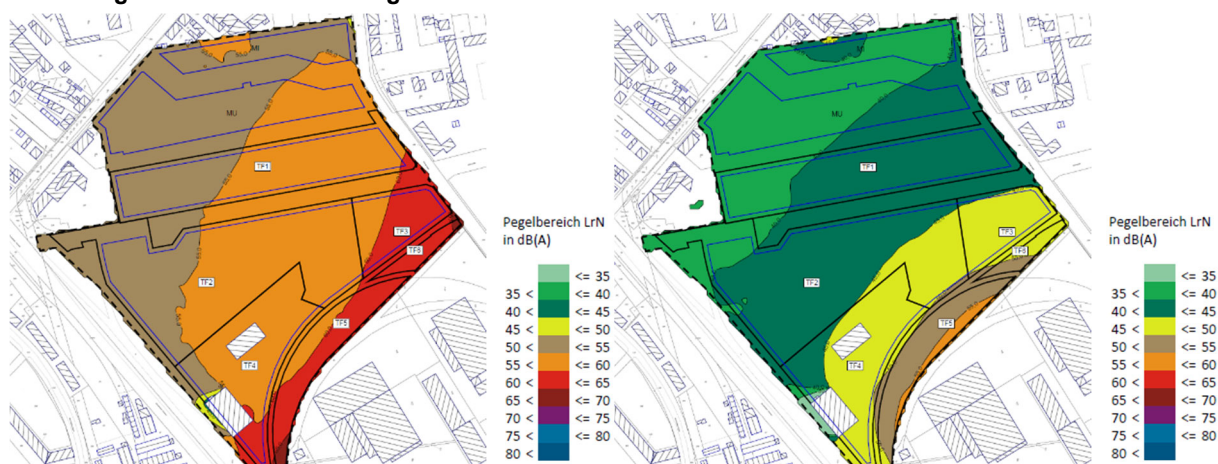 MI
MI
MU
TF1
TF3
TF6
TF2
TF5
TF4
Pegelbereich LrN
in dB(A)
<= 35
35 < <= 40
40 < <= 45
45 < <= 50
50 < <= 55
55 < <= 60
60 < <= 65
65 < <= 70
70 < <= 75
75 < <= 80
80 <
MI
MI
MU
TF1
TF3
TF6
TF2
TF5
TF4
Pegelbereich LrN
in dB(A)
<= 35
35 < <= 40
40 < <= 45
45 < <= 50
50 < <= 55
55 < <= 60
60 < <= 65
65 < <= 70
70 < <= 75
75 < <= 80
80 <